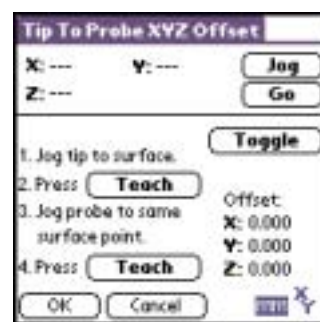 Tip To Probe XYZ Offset
X: --- Y: --- Jog
Z: --- Go
Toggle
1. Jog tip to surface.
2. Press Teach
3. Jog probe to same
surface point.
4. Press Teach
Offset:
X: 0.000
Y: 0.000
Z: 0.000
OK Cancel
X
Y